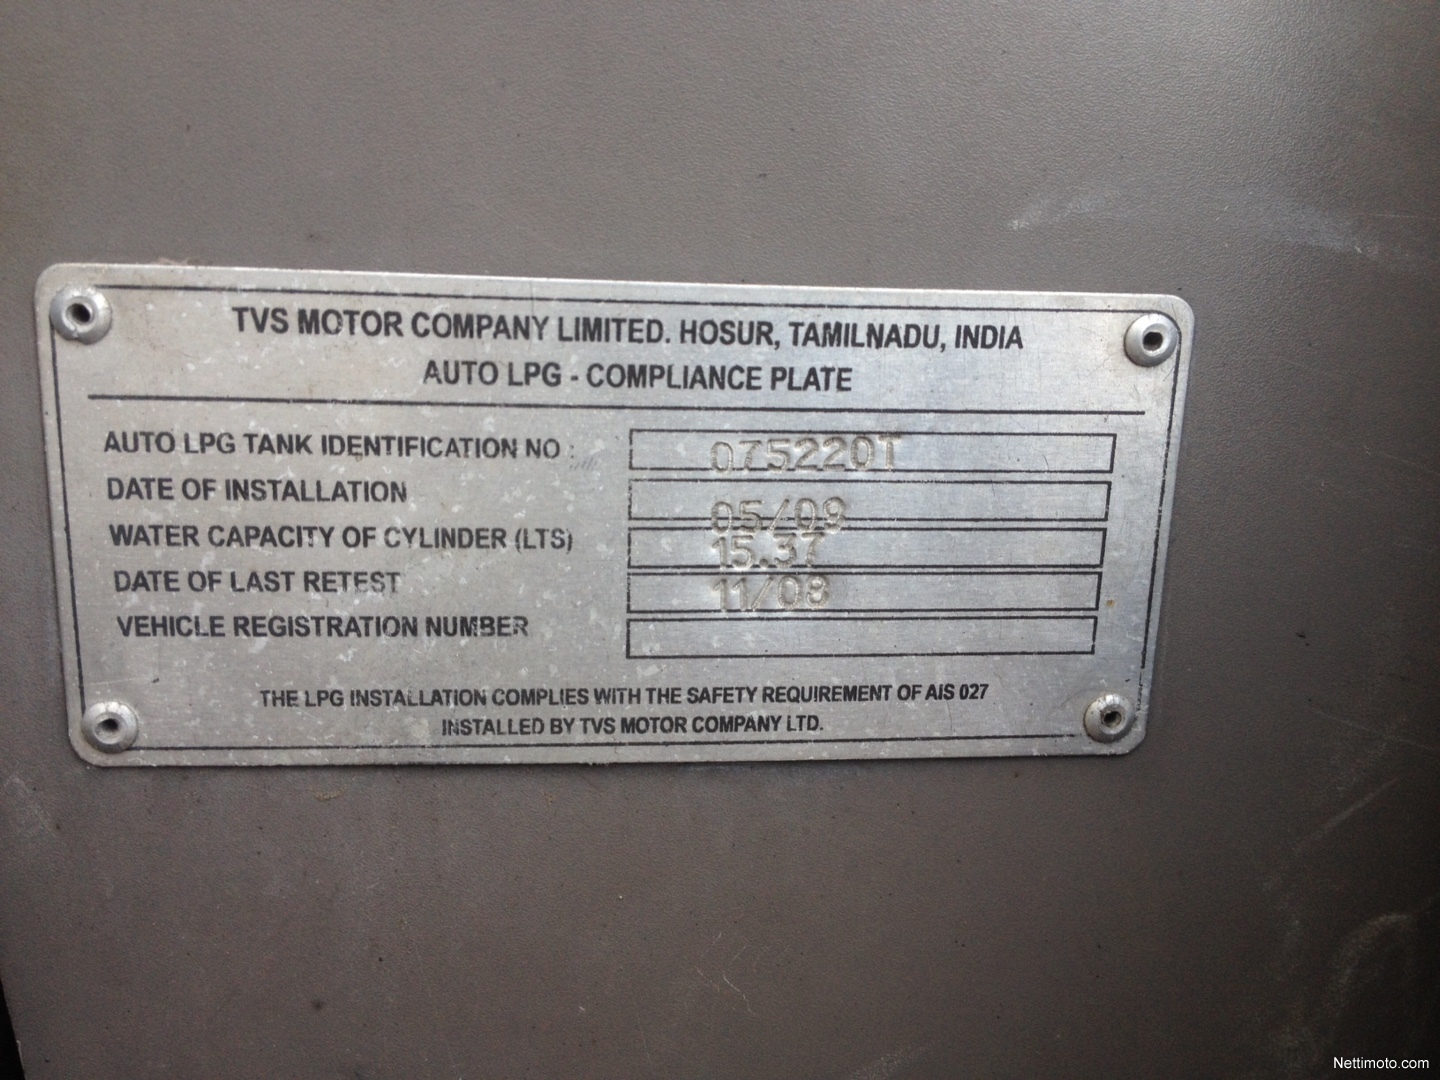 TVS MOTOR COMPANY LIMITED. HOSUR, TAMILNADU, INDIA
AUTO LPG - COMPLIANCE PLATE
AUTO LPG TANK IDENTIFICATION NO : 075220T
DATE OF INSTALLATION 05/09
WATER CAPACITY OF CYLINDER (LTS) 15.37
DATE OF LAST RETEST 11/08
VEHICLE REGISTRATION NUMBER
THE LPG INSTALLATION COMPLIES WITH THE SAFETY REQUIREMENT OF AIS 027
INSTALLED BY TVS MOTOR COMPANY LTD.
Nettimoto.com